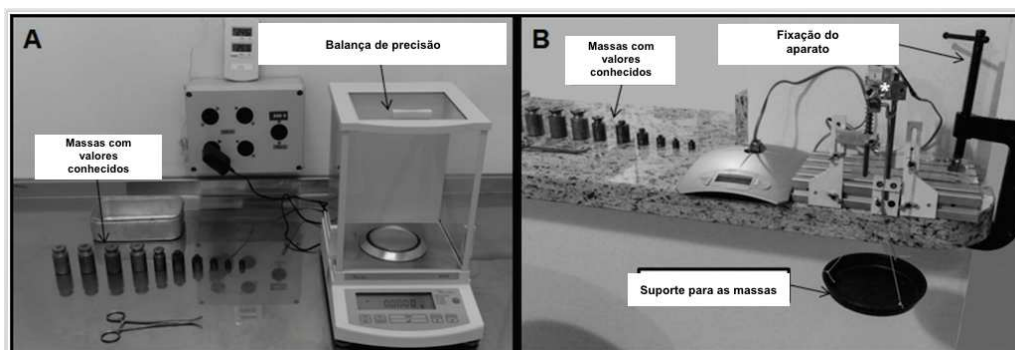 A
Balança de precisão
Massas com
valores
conhecidos
B
Massas com
valores
conhecidos
Fixação do
aparato
*
Suporte para as massas